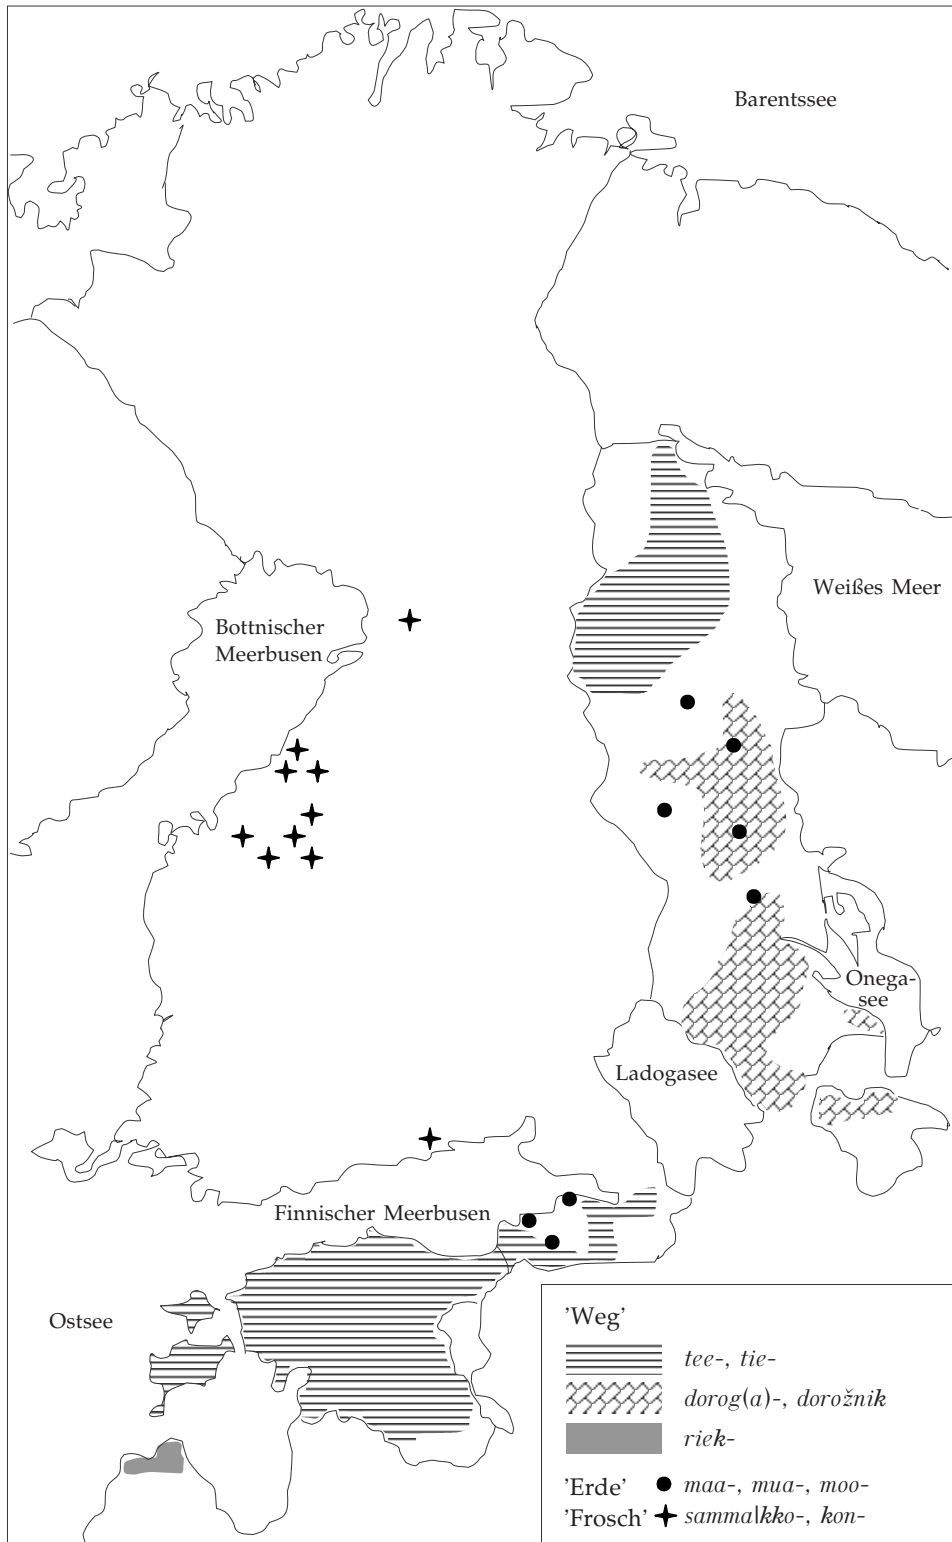 Barentssee
Weißes Meer
Bottnischer
Meerbusen
Onega-
see
Ladogasee
Finnischer Meerbusen
Ostsee
'Weg'
tee-, tie-
dorog(a)-, dorožnik
riek-
'Erde' maa-, mua-, moo-
'Frosch' samma|kko-, kon-